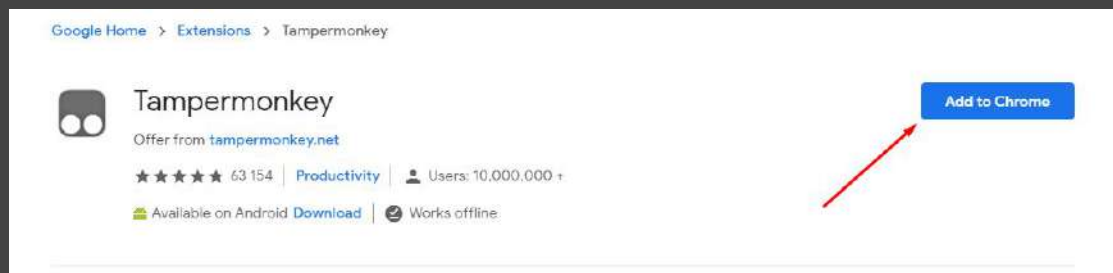 Google Home > Extensions > Tampermonkey
Tampermonkey
Add to Chrome
Offer from tampermonkey.net
63 154 | Productivity | Users: 10,000,000 +
Available on Android Download | Works offline